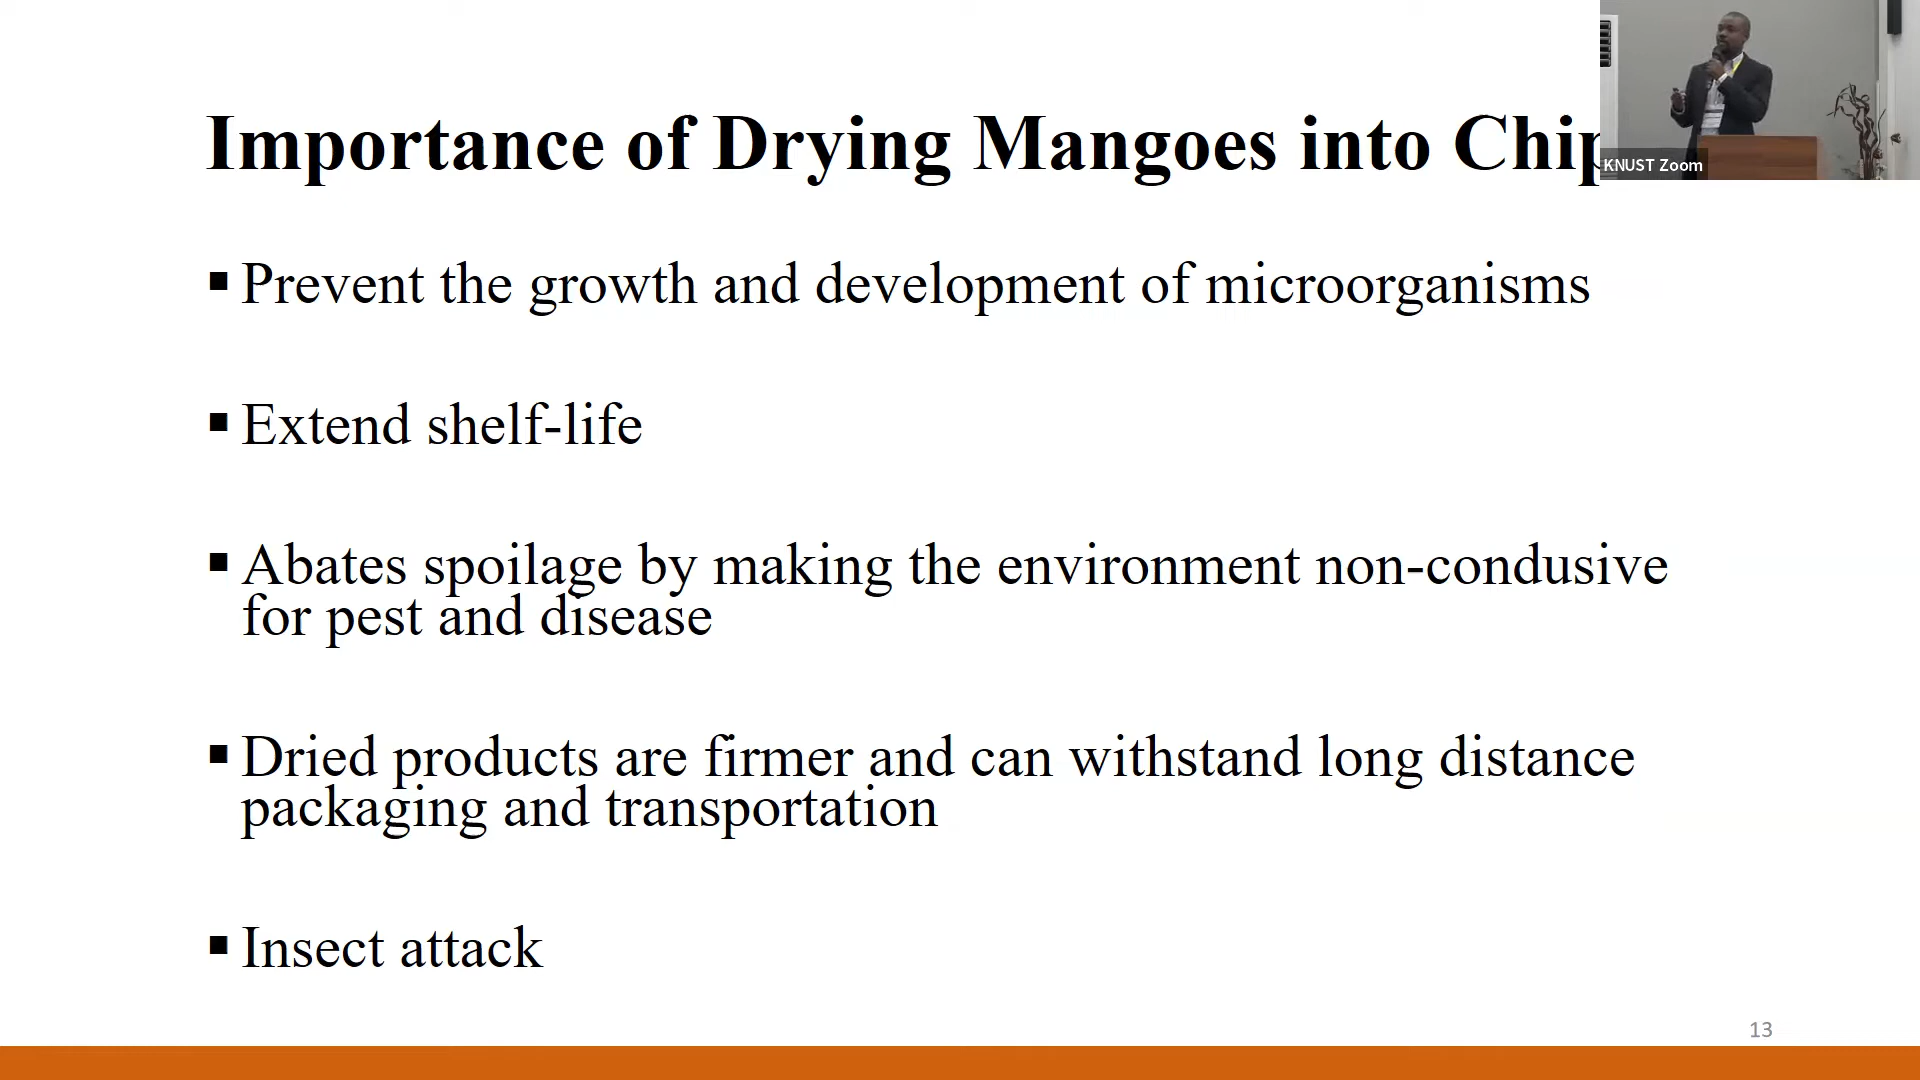 Importance of Drying Mangoes into Chip
KNUST Zoom
▪ Prevent the growth and development of microorganisms
▪ Extend shelf-life
▪ Abates spoilage by making the environment non-condusive
for pest and disease
▪ Dried products are firmer and can withstand long distance
packaging and transportation
▪ Insect attack
13